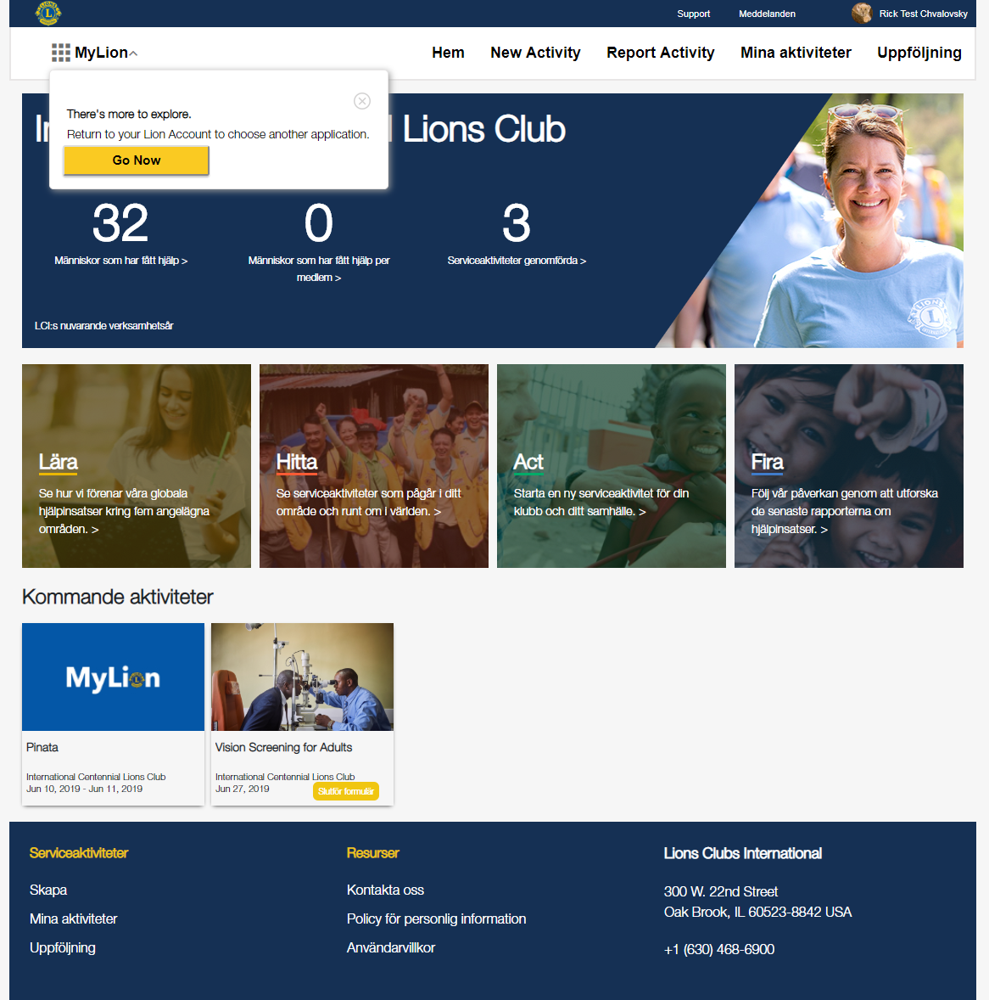 Support Meddelanden Rick Test Chvalovsky
MyLion Hem New Activity Report Activity Mina aktiviteter Uppföljning
There's more to explore.
Return to your Lion Account to choose another application.
Go Now
Lions Club
32 0 3
Människor som har fått hjälp > Människor som har fått hjälp per Serviceaktiviteter genomförda >
medlem >
LCI:s nuvarande verksamhetsår
Lära
Se hur vi förenar våra globala
hjälpinsatser kring fem angelägna
områden. >
Hitta
Se serviceaktiviteter som pågår i ditt
område och runt om i världen. >
Act
Starta en ny serviceaktivitet för din
klubb och ditt samhälle. >
Fira
Följ vår påverkan genom att utforska
de senaste rapporterna om
hjälpinsatser. >
Kommande aktiviteter
MyLion
Pinata
International Centennial Lions Club
Jun 10, 2019 - Jun 11, 2019
Vision Screening for Adults
International Centennial Lions Club
Jun 27, 2019
Slutför formulär
Serviceaktiviteter
Skapa
Mina aktiviteter
Uppföljning
Resurser
Kontakta oss
Policy för personlig information
Användarvillkor
Lions Clubs International
300 W. 22nd Street
Oak Brook, IL 60523-8842 USA
+1 (630) 468-6900